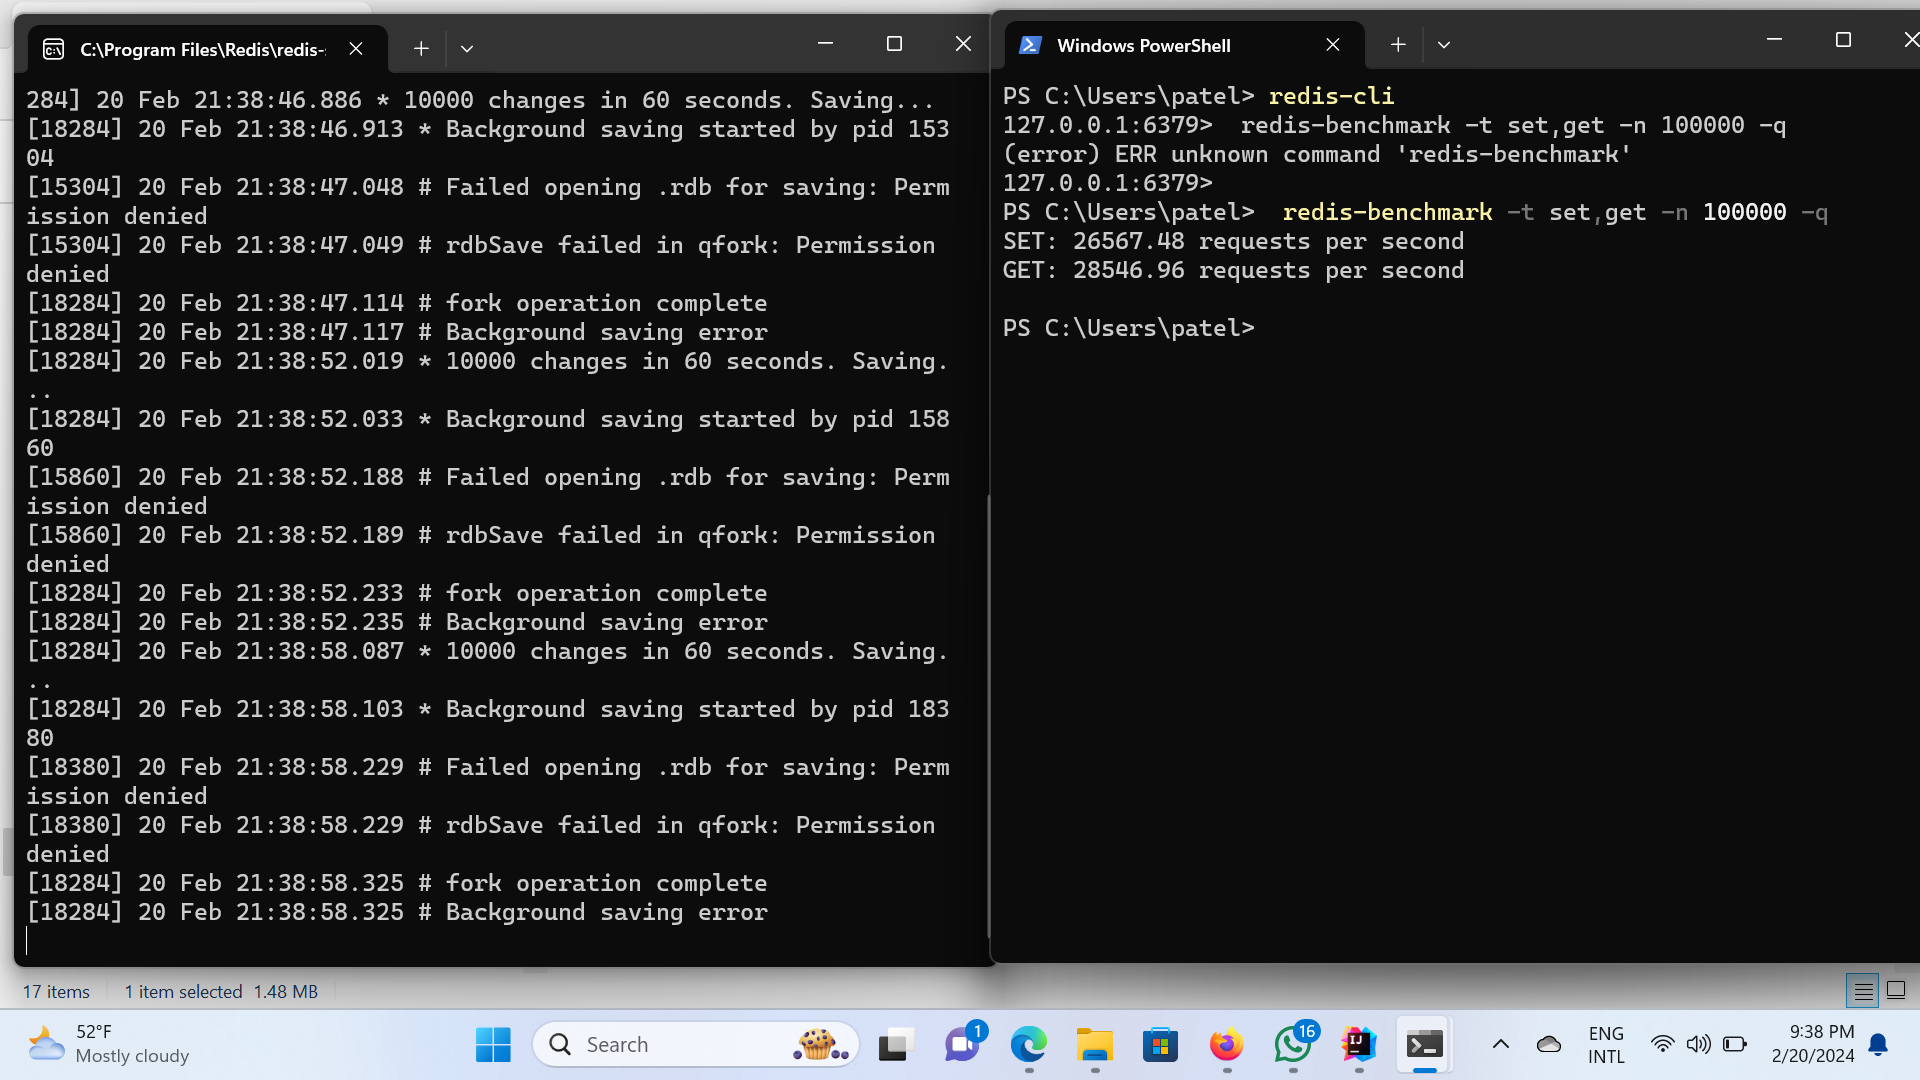 C:\Program Files\Redis\redis-
284] 20 Feb 21:38:46.886 * 10000 changes in 60 seconds. Saving...
[18284] 20 Feb 21:38:46.913 * Background saving started by pid 153
04
[15304] 20 Feb 21:38:47.048 # Failed opening .rdb for saving: Perm
ission denied
[15304] 20 Feb 21:38:47.049 # rdbSave failed in qfork: Permission
denied
[18284] 20 Feb 21:38:47.114 # fork operation complete
[18284] 20 Feb 21:38:47.117 # Background saving error
[18284] 20 Feb 21:38:52.019 * 10000 changes in 60 seconds. Saving.
..
[18284] 20 Feb 21:38:52.033 * Background saving started by pid 158
60
[15860] 20 Feb 21:38:52.188 # Failed opening .rdb for saving: Perm
ission denied
[15860] 20 Feb 21:38:52.189 # rdbSave failed in qfork: Permission
denied
[18284] 20 Feb 21:38:52.233 # fork operation complete
[18284] 20 Feb 21:38:52.235 # Background saving error
[18284] 20 Feb 21:38:58.087 * 10000 changes in 60 seconds. Saving.
..
[18284] 20 Feb 21:38:58.103 * Background saving started by pid 183
80
[18380] 20 Feb 21:38:58.229 # Failed opening .rdb for saving: Perm
ission denied
[18380] 20 Feb 21:38:58.229 # rdbSave failed in qfork: Permission
denied
[18284] 20 Feb 21:38:58.325 # fork operation complete
[18284] 20 Feb 21:38:58.325 # Background saving error
Windows PowerShell
PS C:\Users\patel> redis-cli
127.0.0.1:6379>  redis-benchmark -t set,get -n 100000 -q
(error) ERR unknown command 'redis-benchmark'
127.0.0.1:6379>
PS C:\Users\patel>  redis-benchmark -t set,get -n 100000 -q
SET: 26567.48 requests per second
GET: 28546.96 requests per second
PS C:\Users\patel>
17 items 1 item selected 1.48 MB
52°F
Mostly cloudy
Search
1
16
IJ
ENG
INTL
9:38 PM
2/20/2024